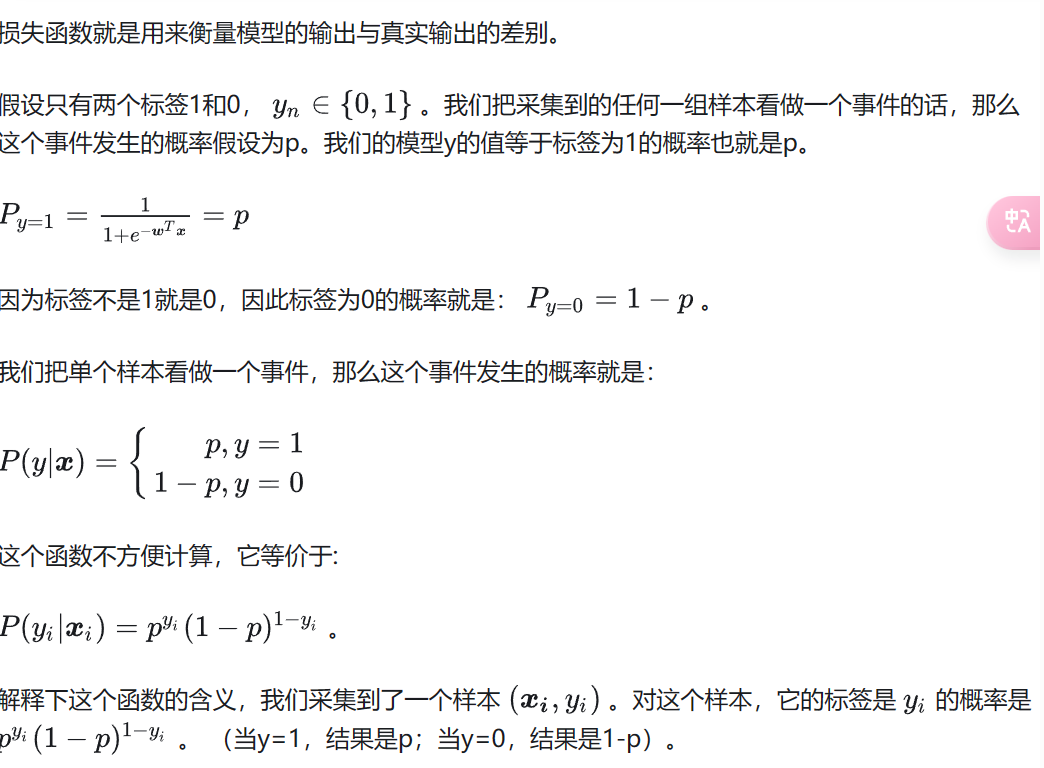 损失函数就是用来衡量模型的输出与真实输出的差别。
假设只有两个标签1和0， $y_n \in \{0,1\}$ 。我们把采集到的任何一组样本看做一个事件的话，那么
这个事件发生的概率假设为p。我们的模型y的值等于标签为1的概率也就是p。
$P_{y=1} = \frac{1}{1+e^{-\boldsymbol{w}^T\boldsymbol{x}}} = p$
中A
因为标签不是1就是0，因此标签为0的概率就是： $P_{y=0} = 1 - p$ 。
我们把单个样本看做一个事件，那么这个事件发生的概率就是：
$P(y|\boldsymbol{x}) = \left\{ \begin{array}{r} p, y = 1 \\ 1 - p, y = 0 \end{array} \right.$
这个函数不方便计算，它等价于:
$P(y_i|\boldsymbol{x}_i) = p^{y_i}(1-p)^{1-y_i}$ 。
解释下这个函数的含义，我们采集到了一个样本 $(\boldsymbol{x_i}, y_i)$ 。对这个样本，它的标签是 $y_i$ 的概率是
$p^{y_i}(1-p)^{1-y_i}$ 。 （当y=1，结果是p；当y=0，结果是1-p）。